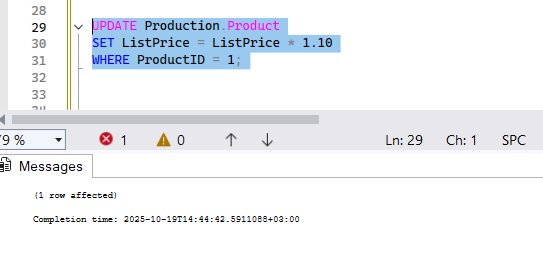 28
29 UPDATE Production.Product
30 SET ListPrice = ListPrice * 1.10
31 WHERE ProductID = 1;
32
33
79 % 1 0 Ln: 29 Ch: 1 SPC
Messages
(1 row affected)
Completion time: 2025-10-19T14:44:42.5911088+03:00